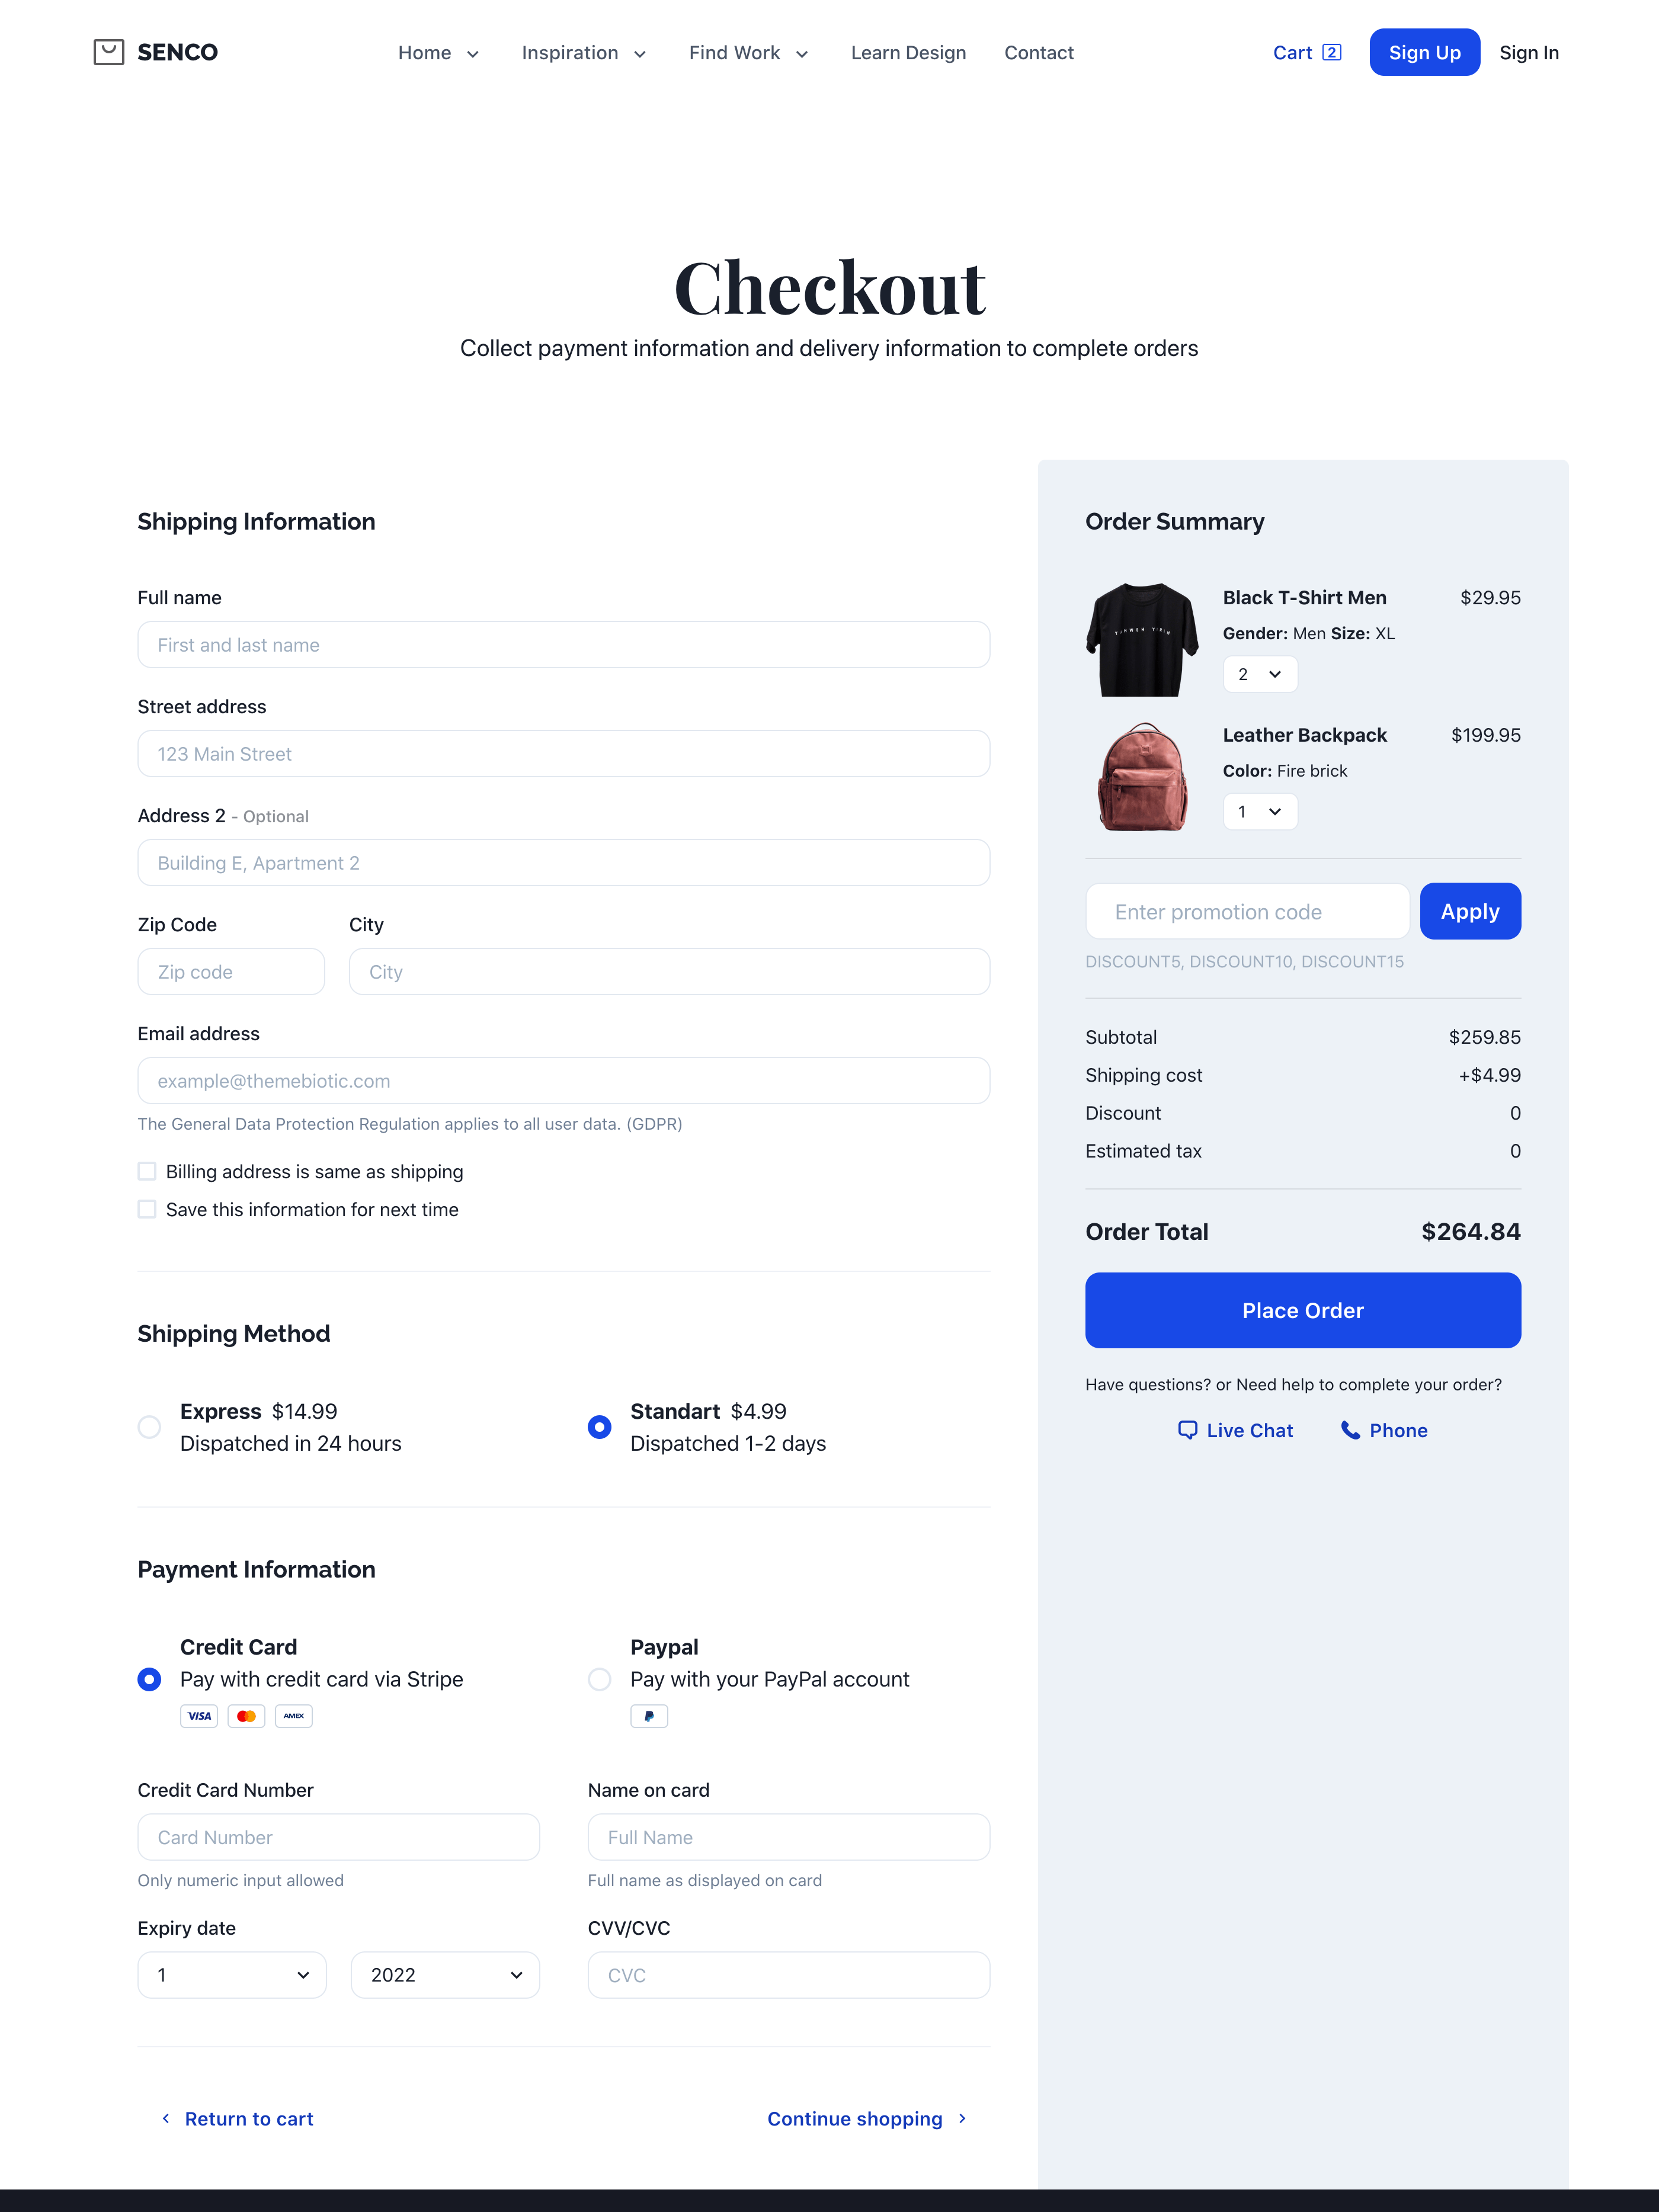 SENCO
Home
Inspiration
Find Work
Learn Design
Contact
Cart 2
Sign Up
Sign In
Checkout
Collect payment information and delivery information to complete orders
Shipping Information
Full name
First and last name
Street address
123 Main Street
Address 2 - Optional
Building E, Apartment 2
Zip Code
City
Zip code
City
Email address
example@themebiotic.com
The General Data Protection Regulation applies to all user data. (GDPR)
Billing address is same as shipping
Save this information for next time
Shipping Method
Express $14.99
Dispatched in 24 hours
Standart $4.99
Dispatched 1-2 days
Payment Information
Credit Card
Pay with credit card via Stripe
VISA
AMEX
Paypal
Pay with your PayPal account
Credit Card Number
Card Number
Only numeric input allowed
Name on card
Full Name
Full name as displayed on card
Expiry date
1
2022
CVV/CVC
CVC
Return to cart
Continue shopping
Order Summary
Black T-Shirt Men $29.95
Gender: Men Size: XL
2
Leather Backpack $199.95
Color: Fire brick
1
Enter promotion code
Apply
DISCOUNT5, DISCOUNT10, DISCOUNT15
Subtotal $259.85
Shipping cost +$4.99
Discount 0
Estimated tax 0
Order Total $264.84
Place Order
Have questions? or Need help to complete your order?
Live Chat
Phone